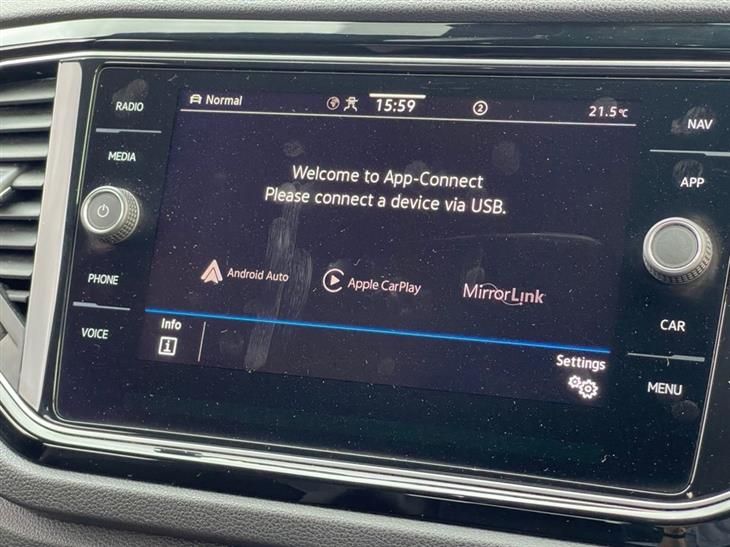 RADIO
MEDIA
PHONE
VOICE
Normal
15:59
2
21.5°C
Welcome to App-Connect
Please connect a device via USB.
Android Auto
Apple CarPlay
MirrorLink
Info
i
Settings
NAV
APP
CAR
MENU